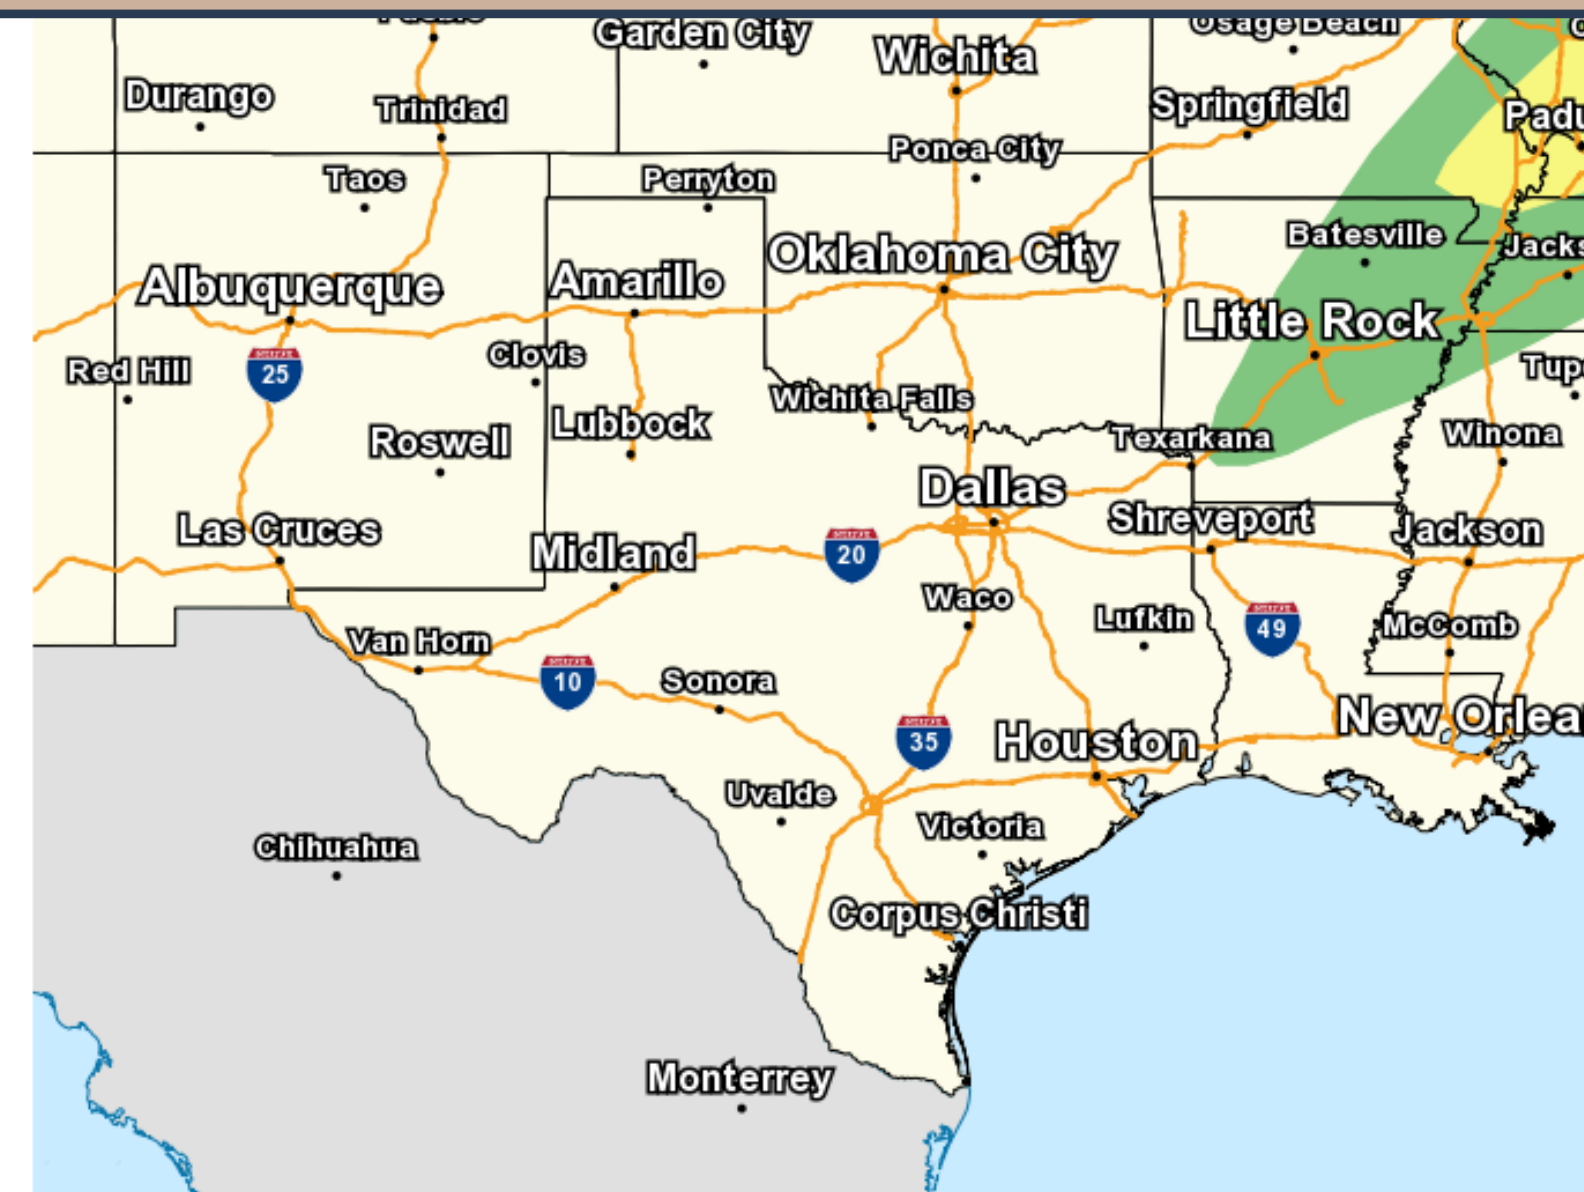 Pueblo
Garden City
Osage Beach
Wichita
Durango
Trinidad
Springfield
Padu
Ponca City
Taos
Perryton
Batesville
Jacks
Oklahoma City
Albuquerque
Amarillo
Little Rock
Red Hill
25
Clovis
Tup
Wichita Falls
Lubbock
Roswell
Texarkana
Winona
Dallas
Las Cruces
Shreveport
Jackson
Midland
20
Waco
Lufkin
49
McComb
Van Horn
10
Sonora
New Orlea
35
Houston
Uvalde
Victoria
Chihuahua
Corpus Christi
Monterrey